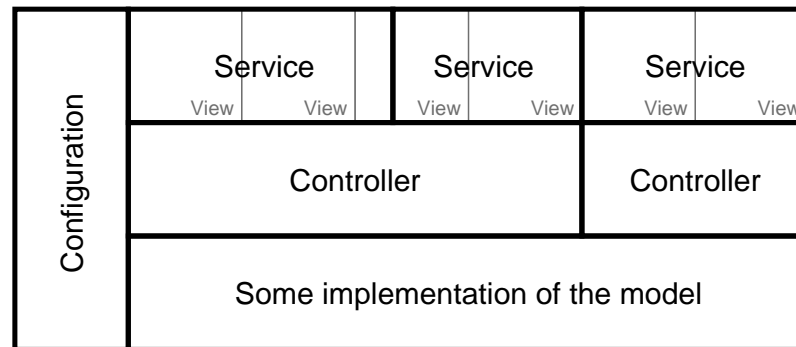 Service
Service
Service
View
View
View
View
View
View
Configuration
Controller
Controller
Some implementation of the model